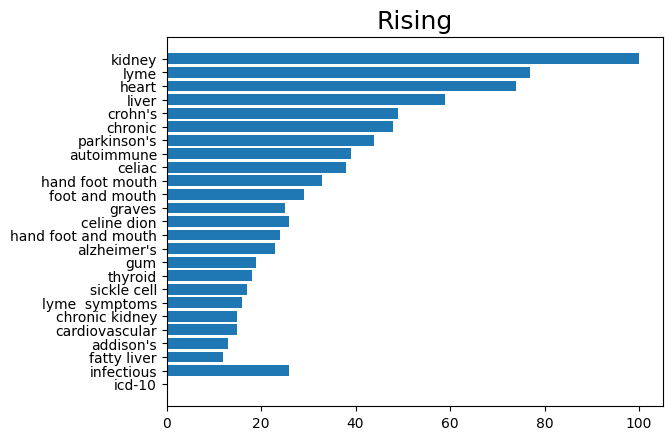 Rising
kidney
lyme
heart
liver
crohn's
chronic
parkinson's
autoimmune
celiac
hand foot mouth
foot and mouth
graves
celine dion
hand foot and mouth
alzheimer's
gum
thyroid
sickle cell
lyme  symptoms
chronic kidney
cardiovascular
addison's
fatty liver
infectious
icd-10
0 20 40 60 80 100